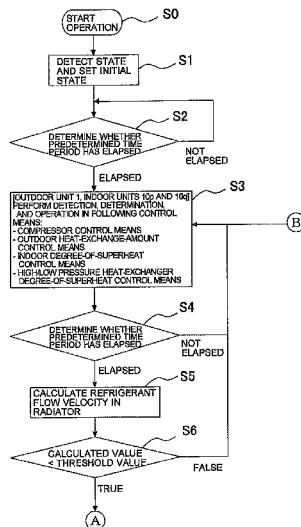 START
OPERATION
S0
DETECT STATE
AND SET INITIAL
STATE
S1
S2
DETERMINE WHETHER
PREDETERMINED TIME
PERIOD HAS ELAPSED
NOT
ELAPSED
ELAPSED
S3
[OUTDOOR UNIT 1, INDOOR UNITS 10p AND 10q]
PERFORM DETECTION, DETERMINATION,
AND OPERATION IN FOLLOWING CONTROL
MEANS:
- COMPRESSOR CONTROL MEANS
- OUTDOOR HEAT-EXCHANGE-AMOUNT
CONTROL MEANS
- INDOOR DEGREE-OF-SUPERHEAT
CONTROL MEANS
- HIGH/LOW PRESSURE HEAT-EXCHANGER
DEGREE-OF-SUPERHEAT CONTROL MEANS
B
S4
DETERMINE WHETHER
PREDETERMINED TIME
PERIOD HAS ELAPSED
NOT
ELAPSED
ELAPSED
S5
CALCULATE REFRIGERANT
FLOW VELOCITY IN
RADIATOR
S6
CALCULATED VALUE
< THRESHOLD VALUE
FALSE
TRUE
A